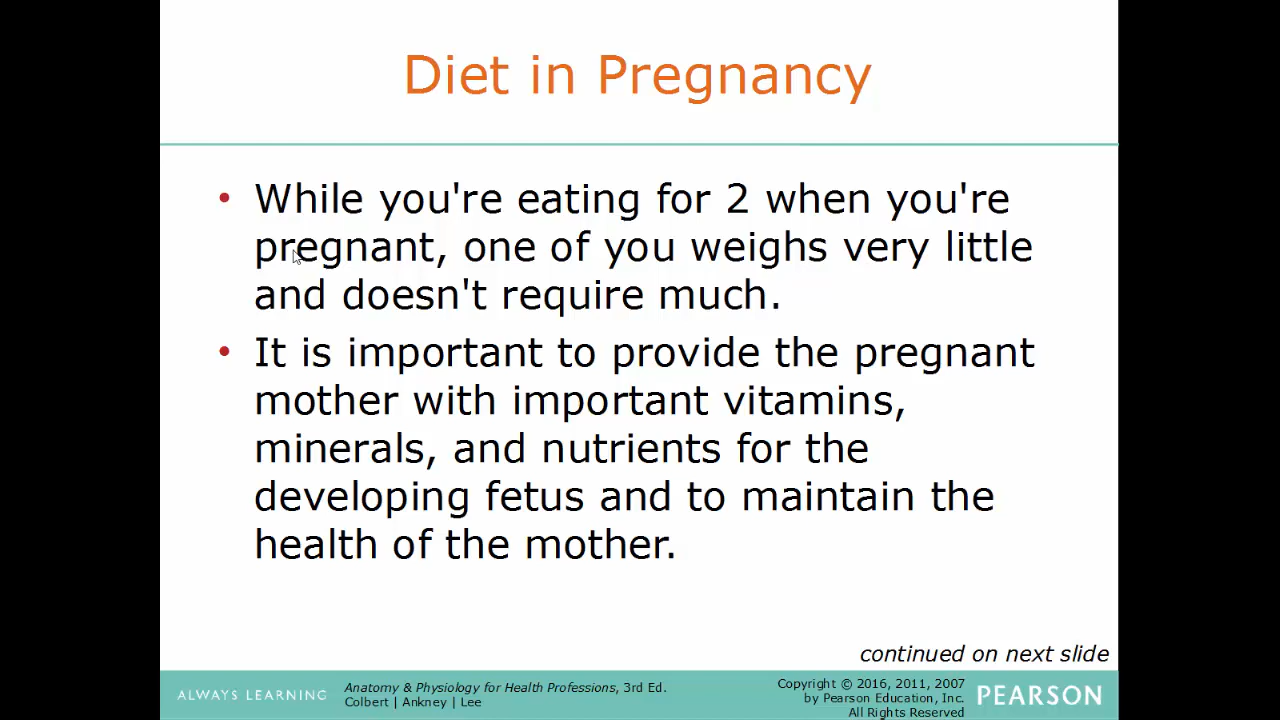 Diet in Pregnancy
• While you're eating for 2 when you're
pregnant, one of you weighs very little
and doesn't require much.
• It is important to provide the pregnant
mother with important vitamins,
minerals, and nutrients for the
developing fetus and to maintain the
health of the mother.
continued on next slide
ALWAYS LEARNING
Anatomy & Physiology for Health Professions, 3rd Ed.
Colbert | Ankney | Lee
Copyright © 2016, 2011, 2007
by Pearson Education, Inc.
All Rights Reserved
PEARSON